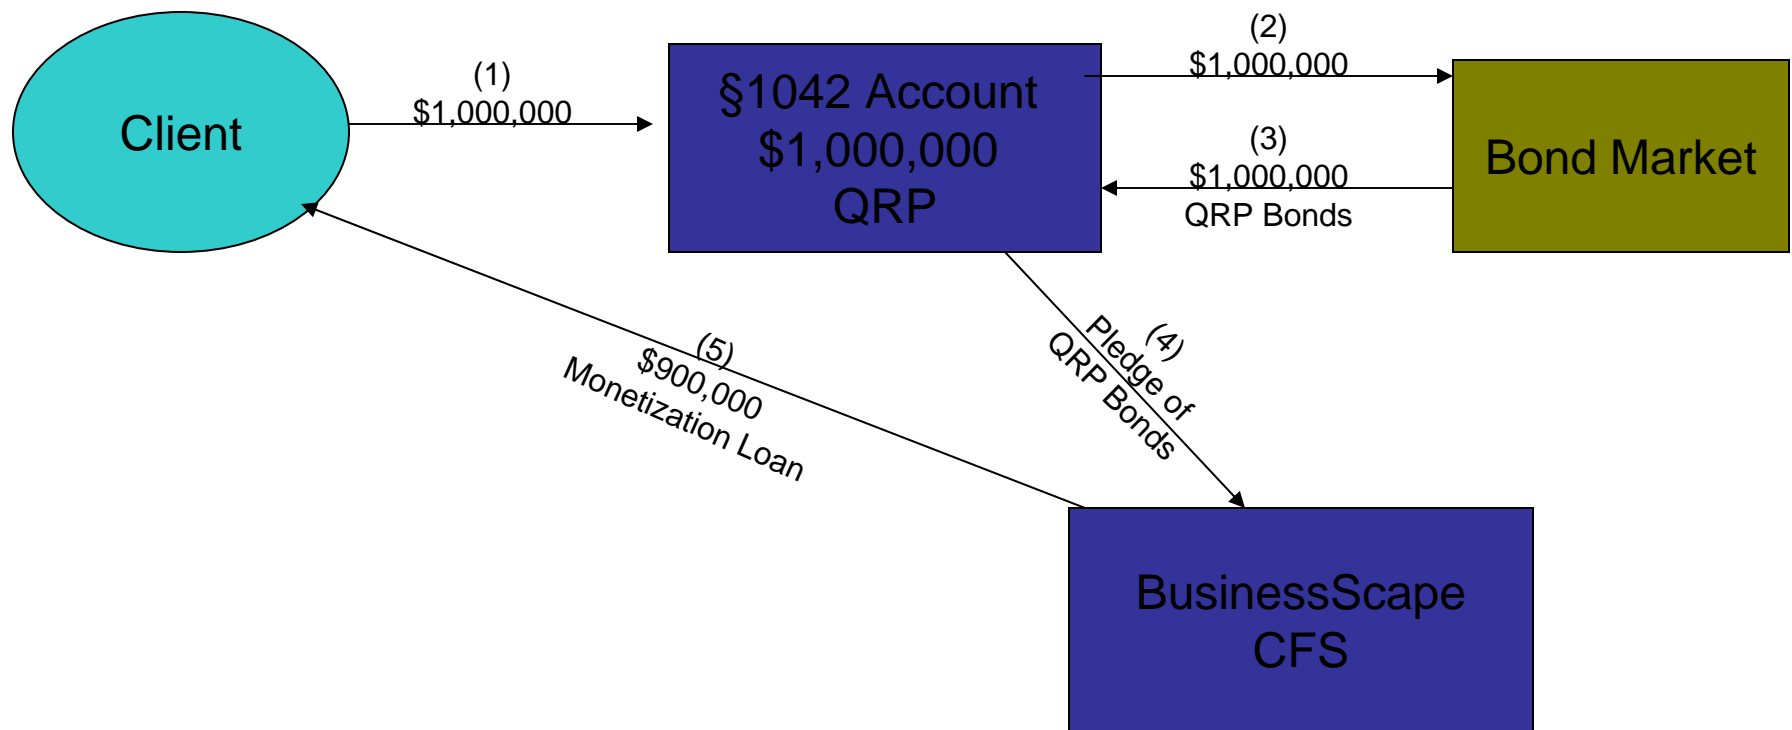 Client
(1)
$1,000,000
§1042 Account
$1,000,000
QRP
(2)
$1,000,000
(3)
$1,000,000
QRP Bonds
Bond Market
(4)
Pledge of
QRP Bonds
(5)
$900,000
Monetization Loan
BusinessScape
CFS